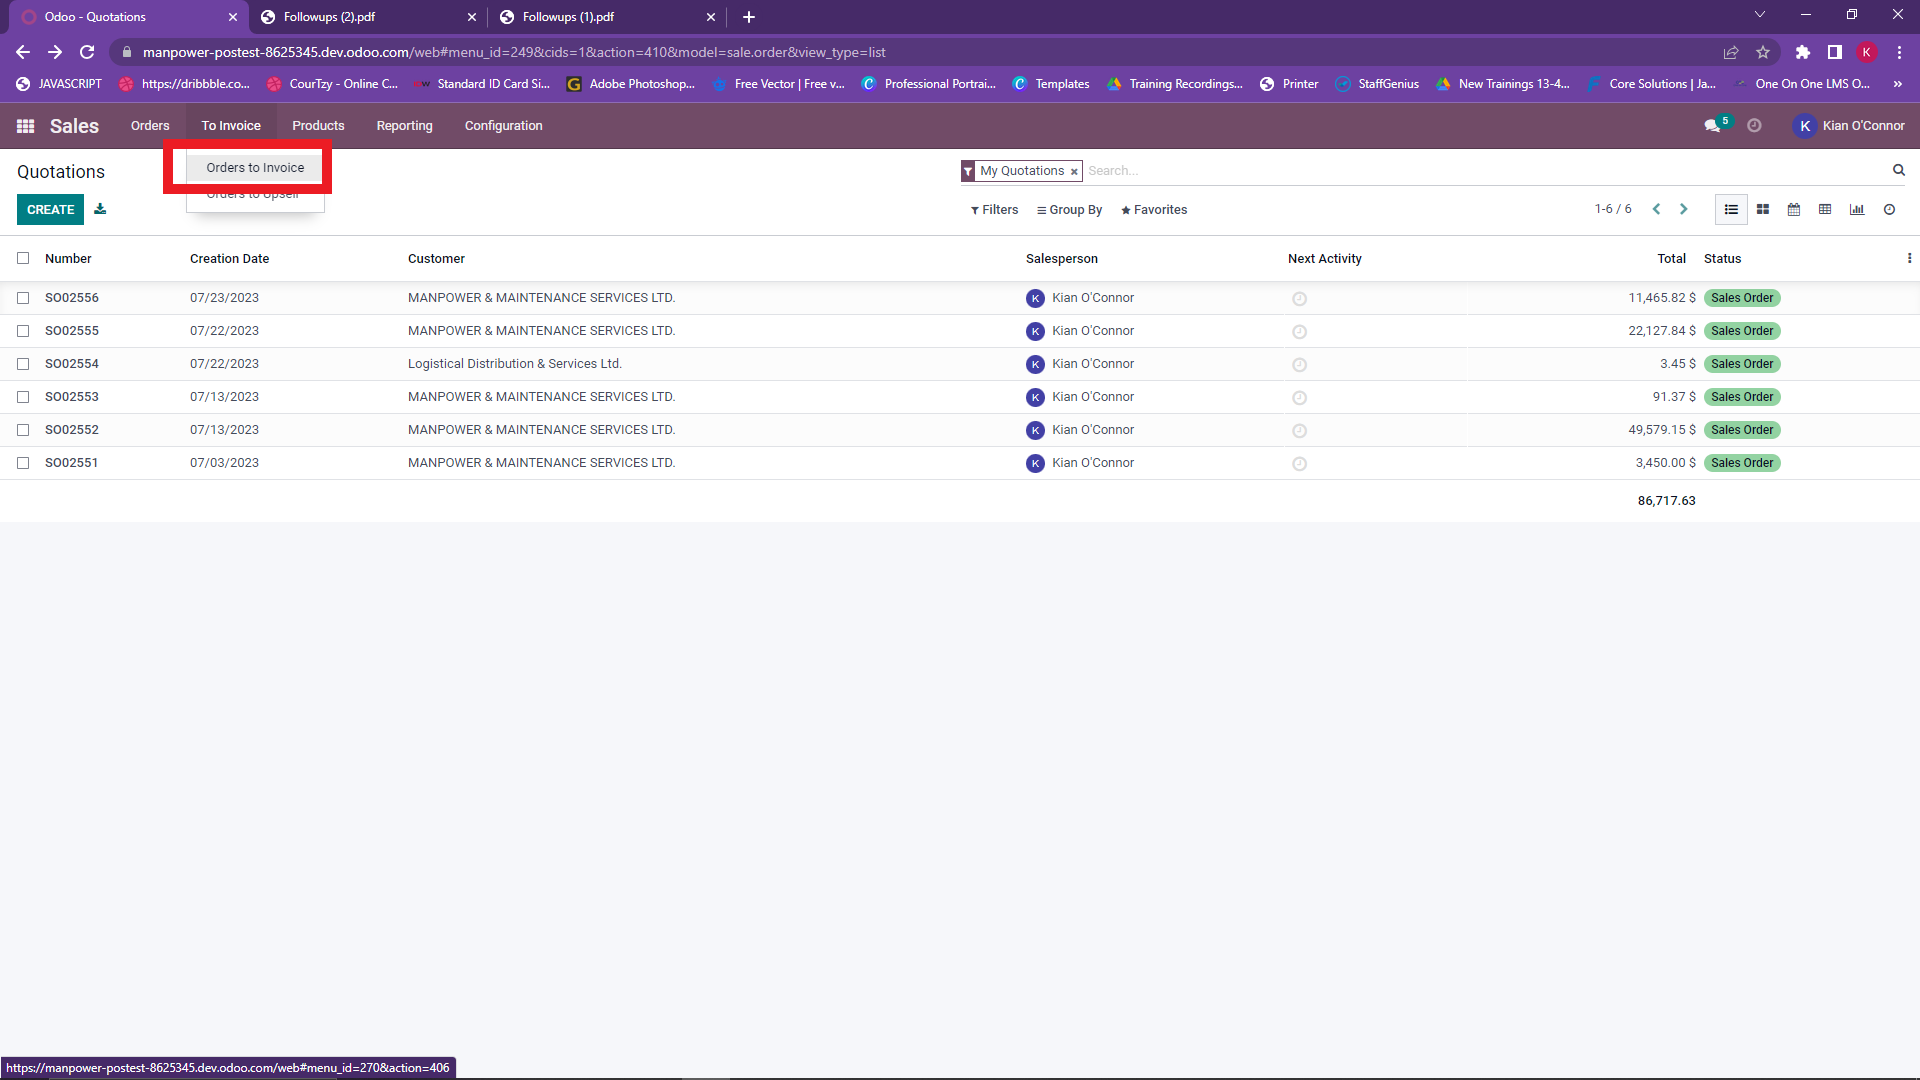 Odoo - Quotations
Followups (2).pdf
Followups (1).pdf
manpower-postest-8625345.dev.odoo.com/web#menu_id=249&cids=1&action=410&model=sale.order&view_type=list
K
JAVASCRIPT
https://dribbble.co...
CourTzy - Online C...
Standard ID Card Si...
Adobe Photoshop...
Free Vector | Free v...
Professional Portrai...
Templates
Training Recordings...
Printer
StaffGenius
New Trainings 13-4...
Core Solutions | Ja...
One On One LMS O...
»
Sales Orders To Invoice Products Reporting Configuration
5
K Kian O'Connor
Quotations
Orders to Invoice
Orders to Upsell
My Quotations × Search...
CREATE
Filters Group By Favorites
1-6 / 6
Number Creation Date Customer Salesperson Next Activity Total Status
SO02556 07/23/2023 MANPOWER & MAINTENANCE SERVICES LTD. K Kian O'Connor 11,465.82 $ Sales Order
SO02555 07/22/2023 MANPOWER & MAINTENANCE SERVICES LTD. K Kian O'Connor 22,127.84 $ Sales Order
SO02554 07/22/2023 Logistical Distribution & Services Ltd. K Kian O'Connor 3.45 $ Sales Order
SO02553 07/13/2023 MANPOWER & MAINTENANCE SERVICES LTD. K Kian O'Connor 91.37 $ Sales Order
SO02552 07/13/2023 MANPOWER & MAINTENANCE SERVICES LTD. K Kian O'Connor 49,579.15 $ Sales Order
SO02551 07/03/2023 MANPOWER & MAINTENANCE SERVICES LTD. K Kian O'Connor 3,450.00 $ Sales Order
86,717.63
https://manpower-postest-8625345.dev.odoo.com/web#menu_id=270&action=406